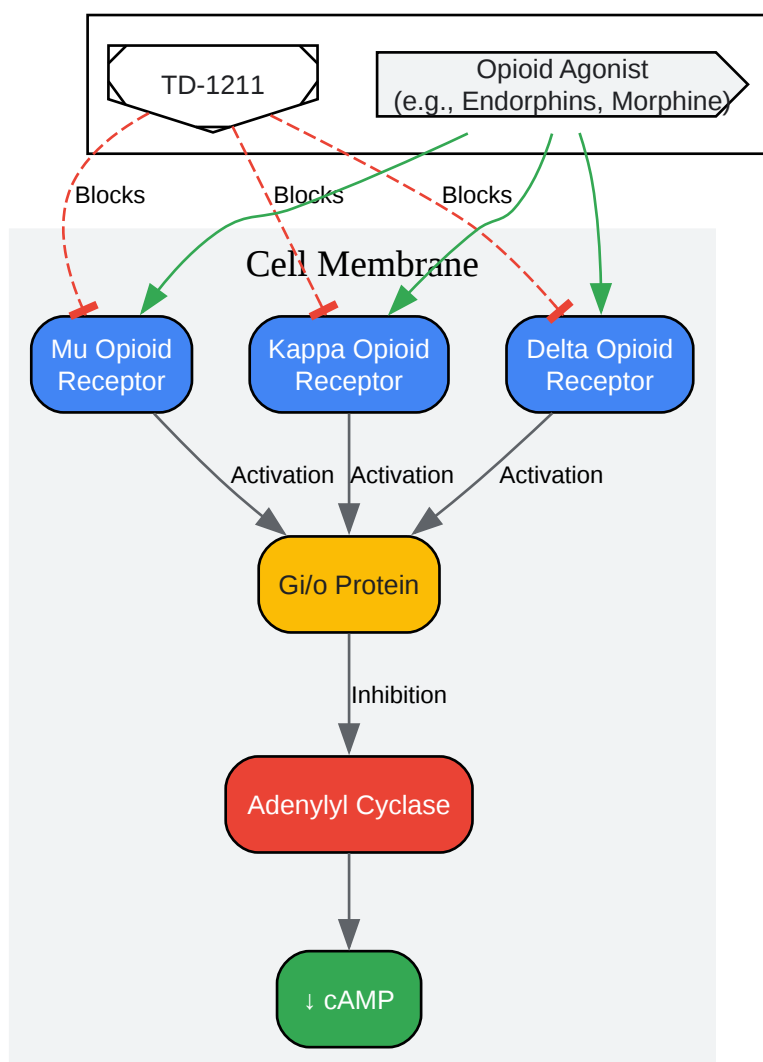 TD-1211
Opioid Agonist
(e.g., Endorphins, Morphine)
Blocks
Blocks
Blocks
Cell Membrane
Mu Opioid
Receptor
Kappa Opioid
Receptor
Delta Opioid
Receptor
Activation
Activation
Activation
Gi/o Protein
Inhibition
Adenylyl Cyclase
↓ cAMP